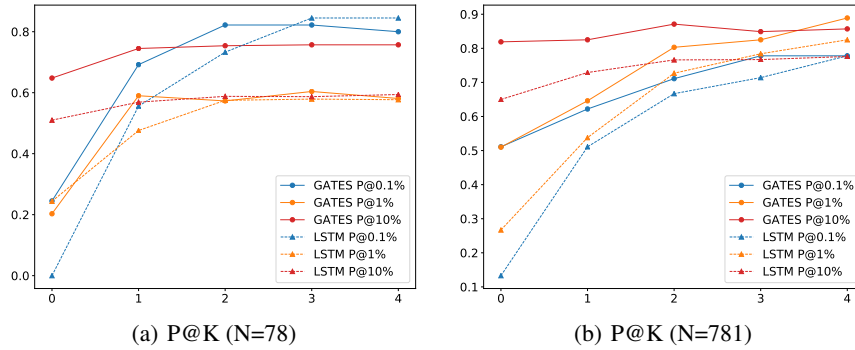 0.8
0.6
0.4
0.2
0.0
0 1 2 3 4
GATES P@0.1%
GATES P@1%
GATES P@10%
LSTM P@0.1%
LSTM P@1%
LSTM P@10%
(a) P@K (N=78)
0.9
0.8
0.7
0.6
0.5
0.4
0.3
0.2
0.1
0 1 2 3 4
GATES P@0.1%
GATES P@1%
GATES P@10%
LSTM P@0.1%
LSTM P@1%
LSTM P@10%
(b) P@K (N=781)